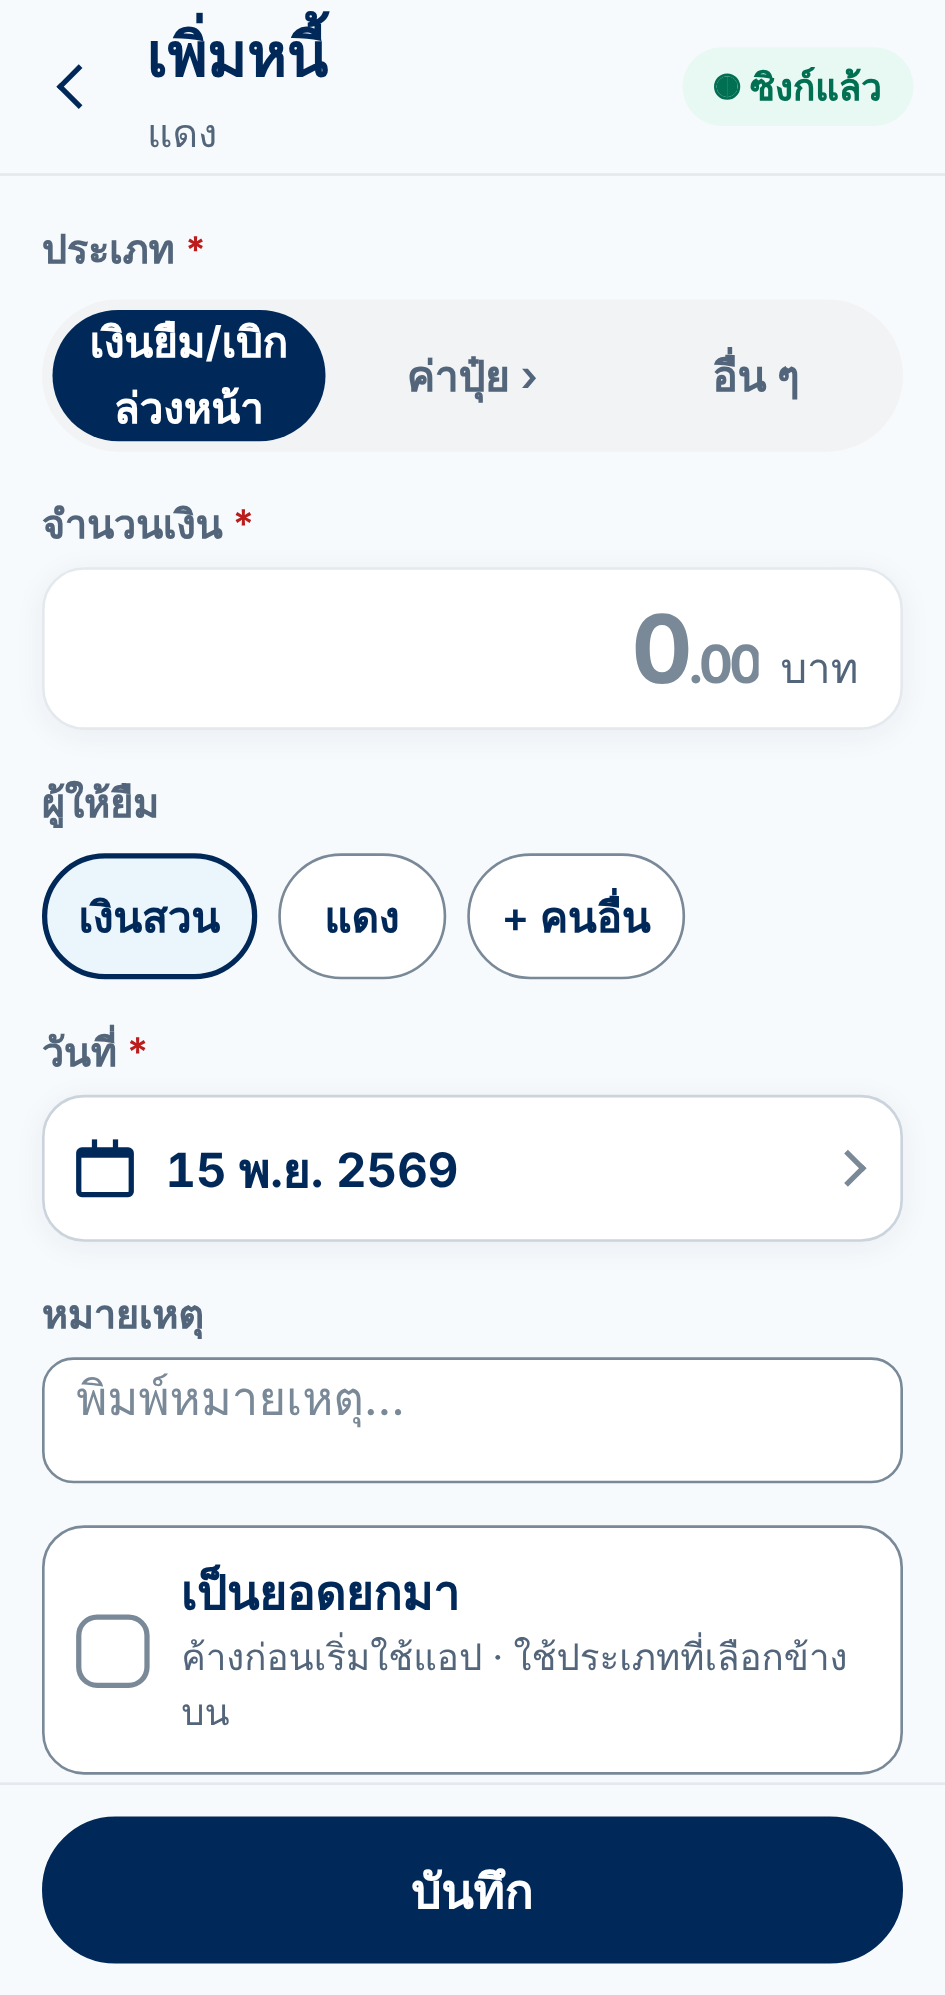 เพิ่มหนี้
แดง
ซิงก์แล้ว
ประเภท *
เงินยืม/เบิก
ล่วงหน้า
ค่าปุ๋ย ›
อื่น ๆ
จำนวนเงิน *
0.00 บาท
ผู้ให้ยืม
เงินสวน
แดง
+ คนอื่น
วันที่ *
15 พ.ย. 2569
หมายเหตุ
พิมพ์หมายเหตุ...
เป็นยอดยกมา
ค้างก่อนเริ่มใช้แอป · ใช้ประเภทที่เลือกข้าง
บน
บันทึก